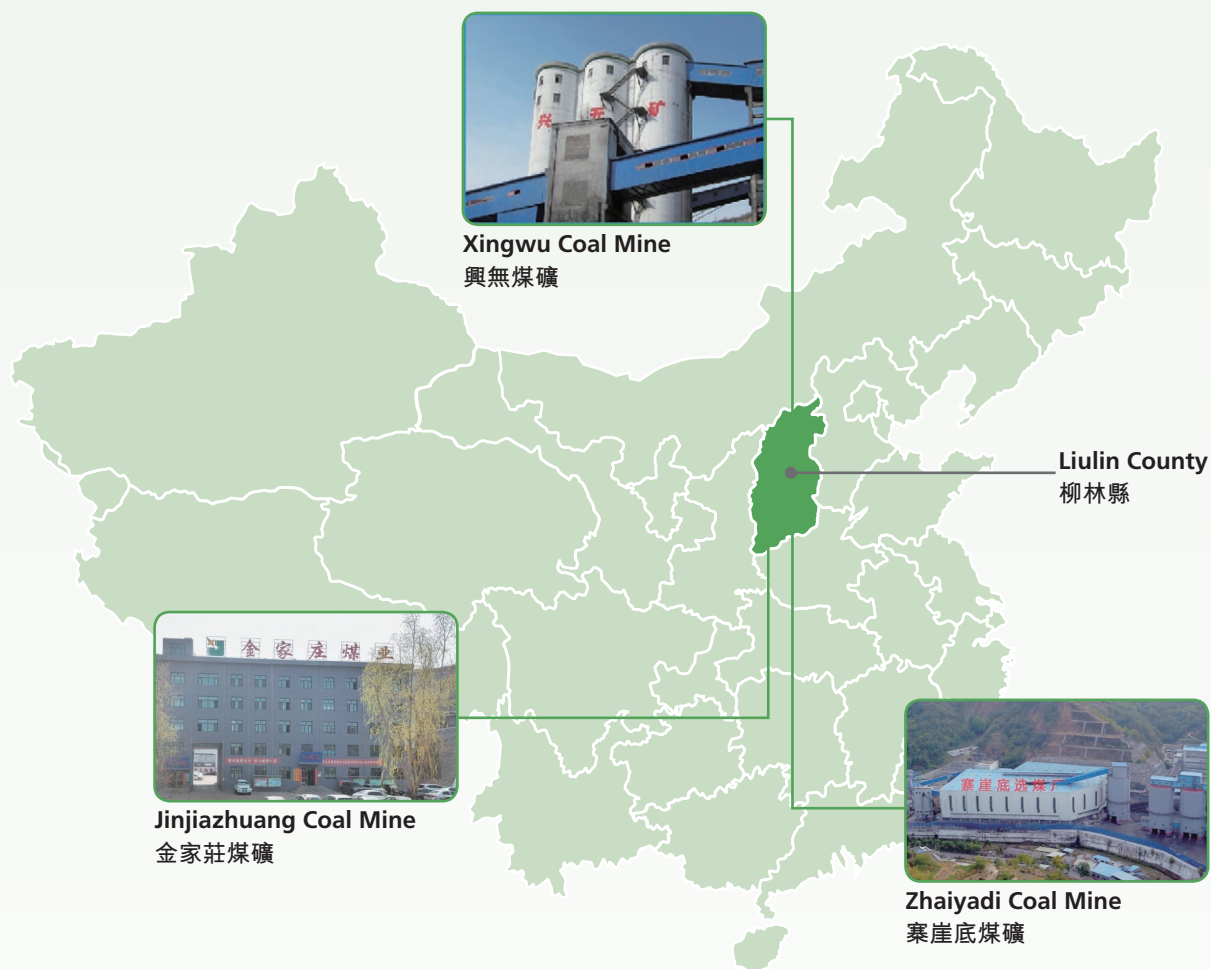 兴无矿
Xingwu Coal Mine
興無煤礦
Liulin County
柳林縣
金家庄煤业
Jinjiazhuang Coal Mine
金家莊煤礦
寨崖底选煤厂
Zhaiyadi Coal Mine
寨崖底煤礦